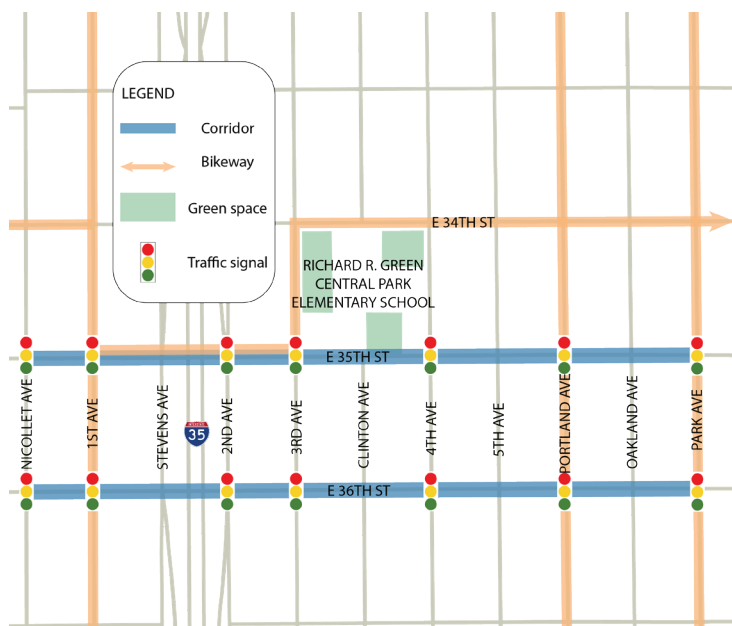 LEGEND
Corridor
Bikeway
Green space
Traffic signal
E 34TH ST
RICHARD R. GREEN
CENTRAL PARK
ELEMENTARY SCHOOL
E 35TH ST
NICOLLET AVE
1ST AVE
STEVENS AVE
35
2ND AVE
3RD AVE
CLINTON AVE
4TH AVE
5TH AVE
PORTLAND AVE
OAKLAND AVE
PARK AVE
E 36TH ST